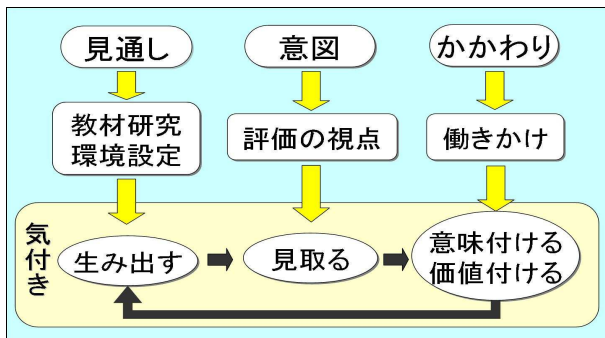 見通し
意図
かかわり
教材研究
環境設定
評価の視点
働きかけ
気付き
生み出す
見取る
意味付ける
価値付ける